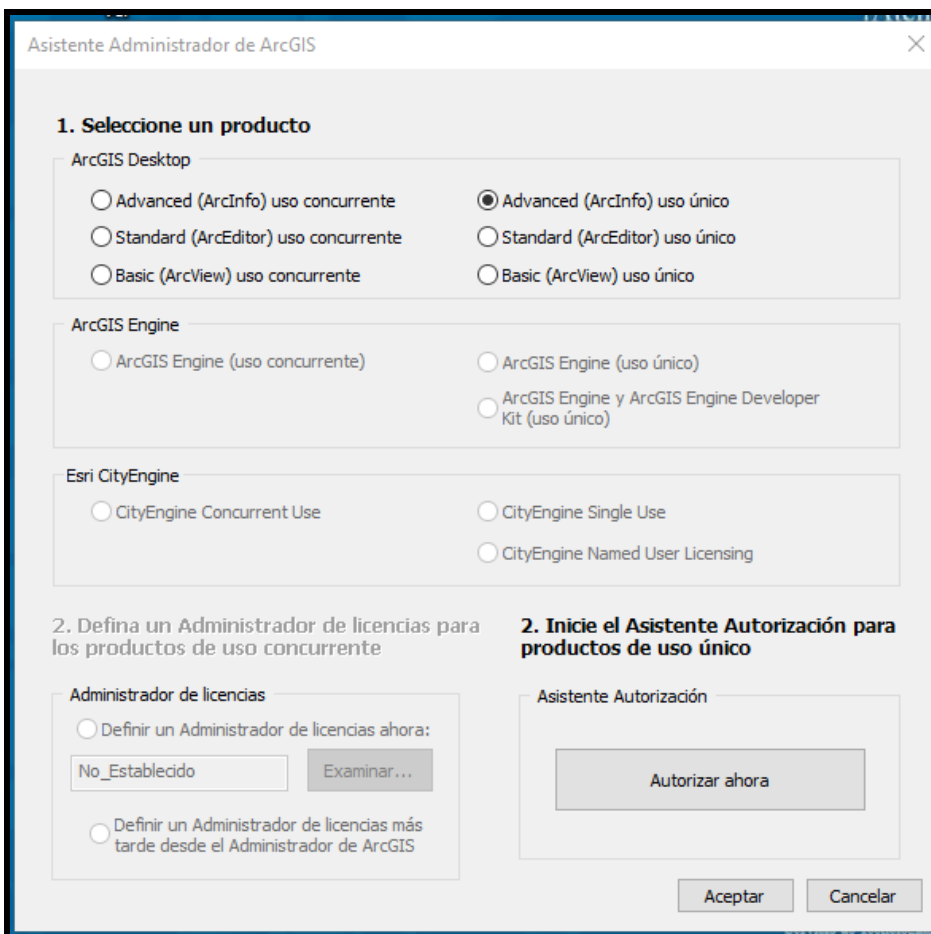 Asistente Administrador de ArcGIS
1. Seleccione un producto
ArcGIS Desktop
Advanced (ArcInfo) uso concurrente
Advanced (ArcInfo) uso único
Standard (ArcEditor) uso concurrente
Standard (ArcEditor) uso único
Basic (ArcView) uso concurrente
Basic (ArcView) uso único
ArcGIS Engine
ArcGIS Engine (uso concurrente)
ArcGIS Engine (uso único)
ArcGIS Engine y ArcGIS Engine Developer
Kit (uso único)
Esri CityEngine
CityEngine Concurrent Use
CityEngine Single Use
CityEngine Named User Licensing
2. Defina un Administrador de licencias para
los productos de uso concurrente
Administrador de licencias
Definir un Administrador de licencias ahora:
No_Establecido
Examinar...
Definir un Administrador de licencias más
tarde desde el Administrador de ArcGIS
2. Inicie el Asistente Autorización para
productos de uso único
Asistente Autorización
Autorizar ahora
Aceptar
Cancelar